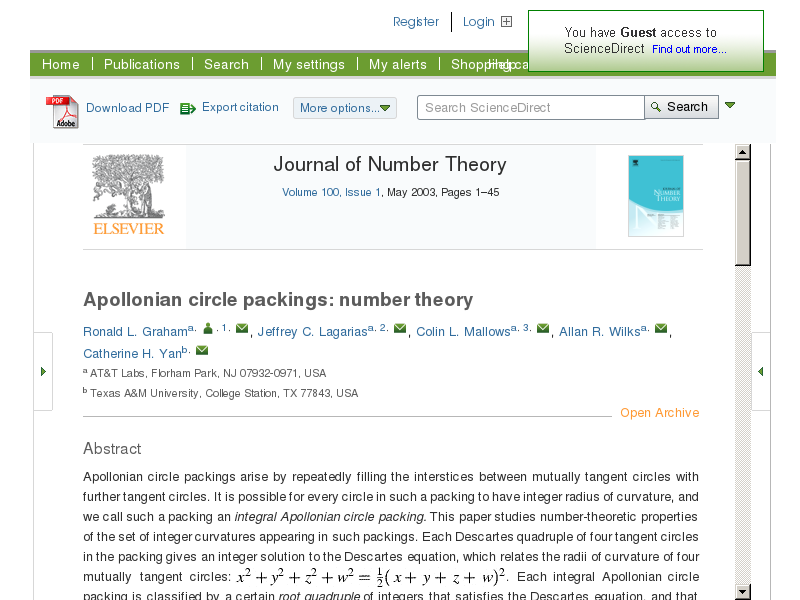 Register Login
You have Guest access to
ScienceDirect Find out more...
Home Publications Search My settings My alerts Shopping ca
PDF Adobe Download PDF Export citation More options... Search ScienceDirect Search
ELSEVIER
Journal of Number Theory
Volume 100, Issue 1, May 2003, Pages 1–45
NUMBER
THEORY
Apollonian circle packings: number theory
Ronald L. Graham a, , 1, , Jeffrey C. Lagarias a, 2, , Colin L. Mallows a, 3, , Allan R. Wilks a, ,
Catherine H. Yan b,
a AT&T Labs, Florham Park, NJ 07932-0971, USA
b Texas A&M University, College Station, TX 77843, USA
Open Archive
Abstract
Apollonian circle packings arise by repeatedly filling the interstices between mutually tangent circles with
further tangent circles. It is possible for every circle in such a packing to have integer radius of curvature, and
we call such a packing an integral Apollonian circle packing. This paper studies number-theoretic properties
of the set of integer curvatures appearing in such packings. Each Descartes quadruple of four tangent circles
in the packing gives an integer solution to the Descartes equation, which relates the radii of curvature of four
mutually tangent circles: x² + y² + z² + w² = ½(x + y + z + w)². Each integral Apollonian circle
packing is classified by a certain root quadruple of integers that satisfies the Descartes equation, and that